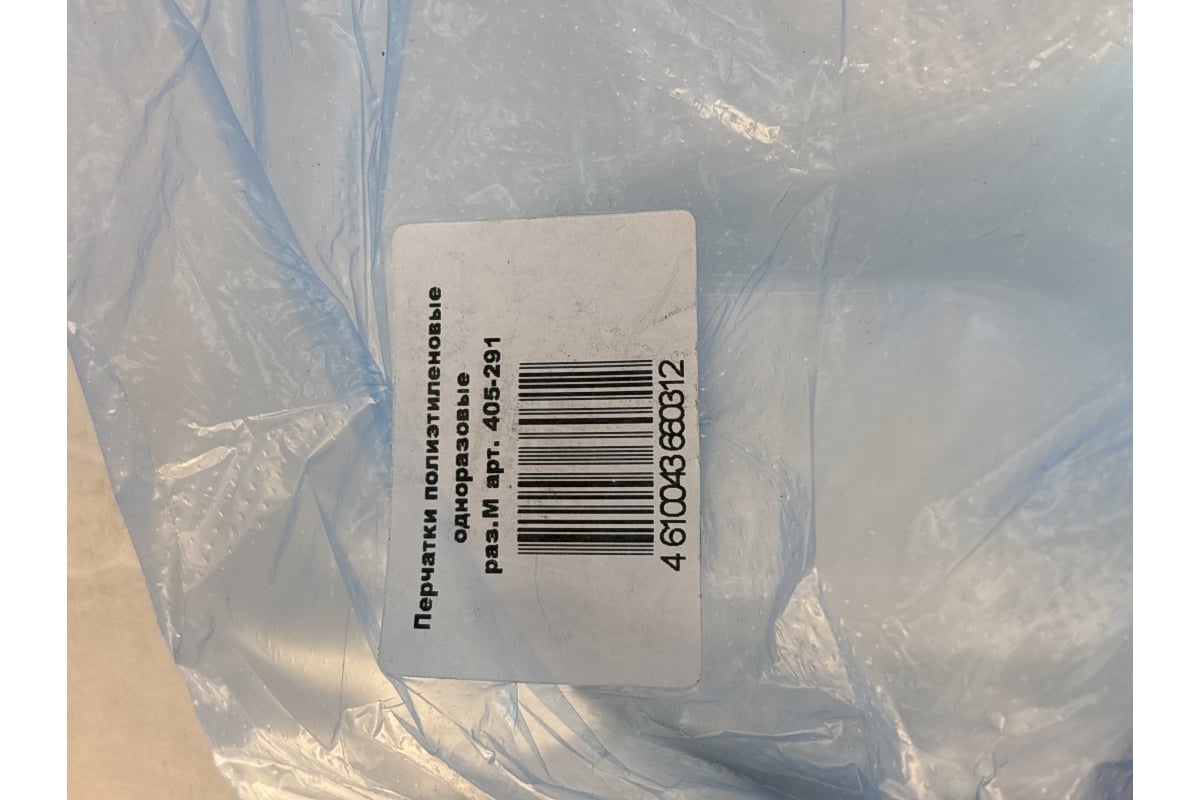 Перчатки полиэтиленовые
одноразовые
раз.М арт. 405-291
4 610043 660312